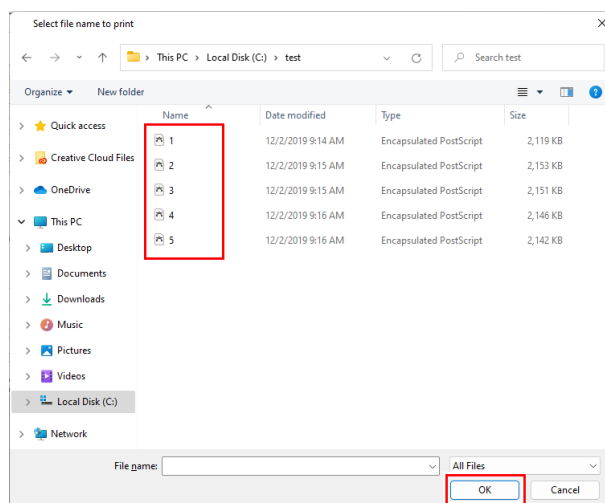 Select file name to print
This PC > Local Disk (C:) > test
Search test
Organize
New folder
Name
Date modified
Type
Size
Quick access
Creative Cloud Files
OneDrive
This PC
Desktop
Documents
Downloads
Music
Pictures
Videos
Local Disk (C:)
Network
1 12/2/2019 9:14 AM Encapsulated PostScript 2,119 KB
2 12/2/2019 9:15 AM Encapsulated PostScript 2,153 KB
3 12/2/2019 9:15 AM Encapsulated PostScript 2,151 KB
4 12/2/2019 9:16 AM Encapsulated PostScript 2,146 KB
5 12/2/2019 9:16 AM Encapsulated PostScript 2,142 KB
File name:
All Files
OK
Cancel